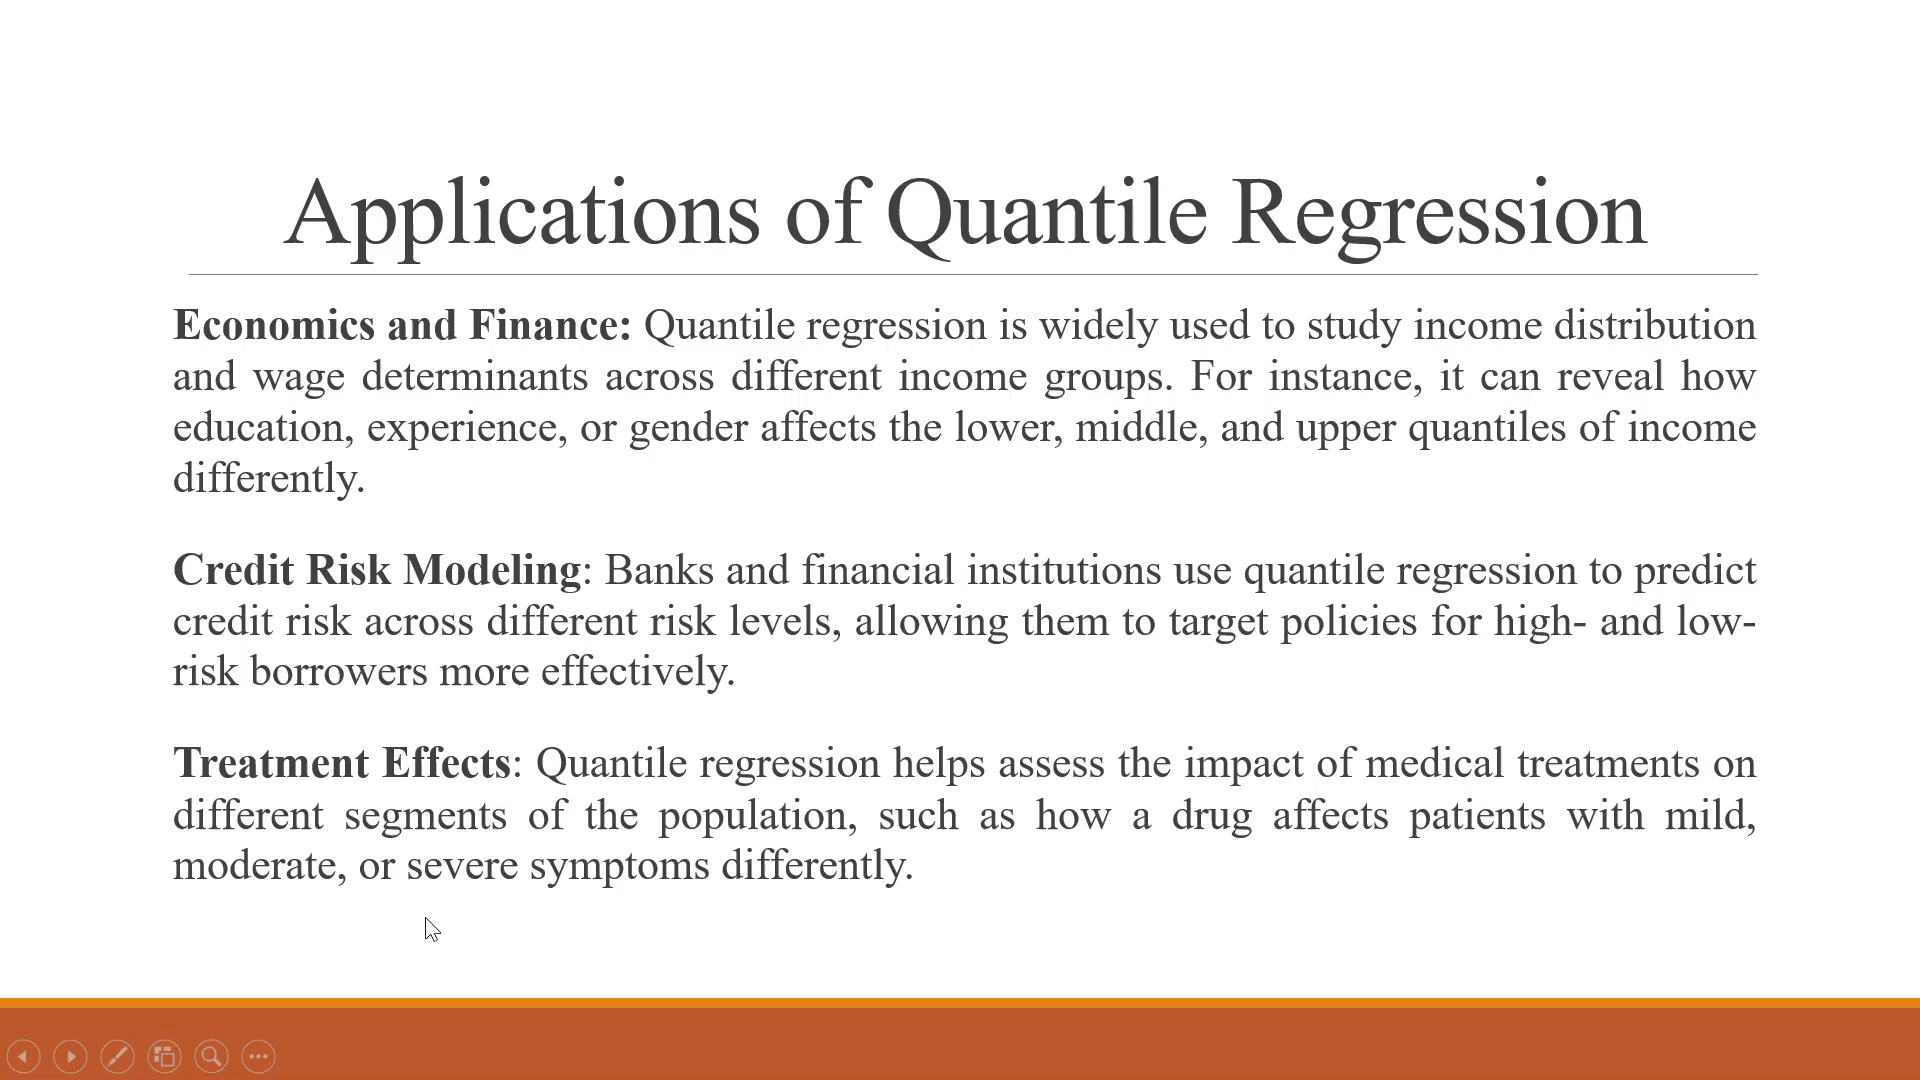 Applications of Quantile Regression
Economics and Finance: Quantile regression is widely used to study income distribution
and wage determinants across different income groups. For instance, it can reveal how
education, experience, or gender affects the lower, middle, and upper quantiles of income
differently.
Credit Risk Modeling: Banks and financial institutions use quantile regression to predict
credit risk across different risk levels, allowing them to target policies for high- and low-
risk borrowers more effectively.
Treatment Effects: Quantile regression helps assess the impact of medical treatments on
different segments of the population, such as how a drug affects patients with mild,
moderate, or severe symptoms differently.